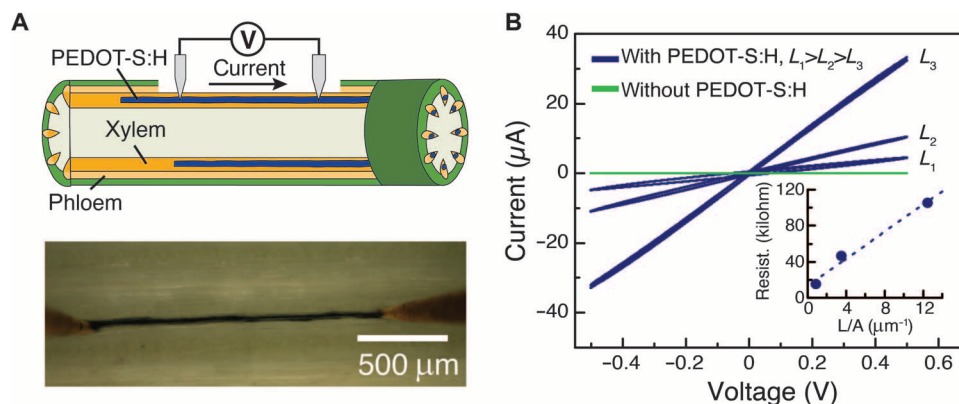 A
V
PEDOT-S:H
Current
Xylem
Phloem
500 μm
B
40
20
0
−20
−40
Current (μA)
With PEDOT-S:H, L1>L2>L3
Without PEDOT-S:H
L3
L2
L1
120
80
40
0
Resist. (kilohm)
0 4 8 12
L/A (μm⁻¹)
−0.4 −0.2 0 0.2 0.4 0.6
Voltage (V)